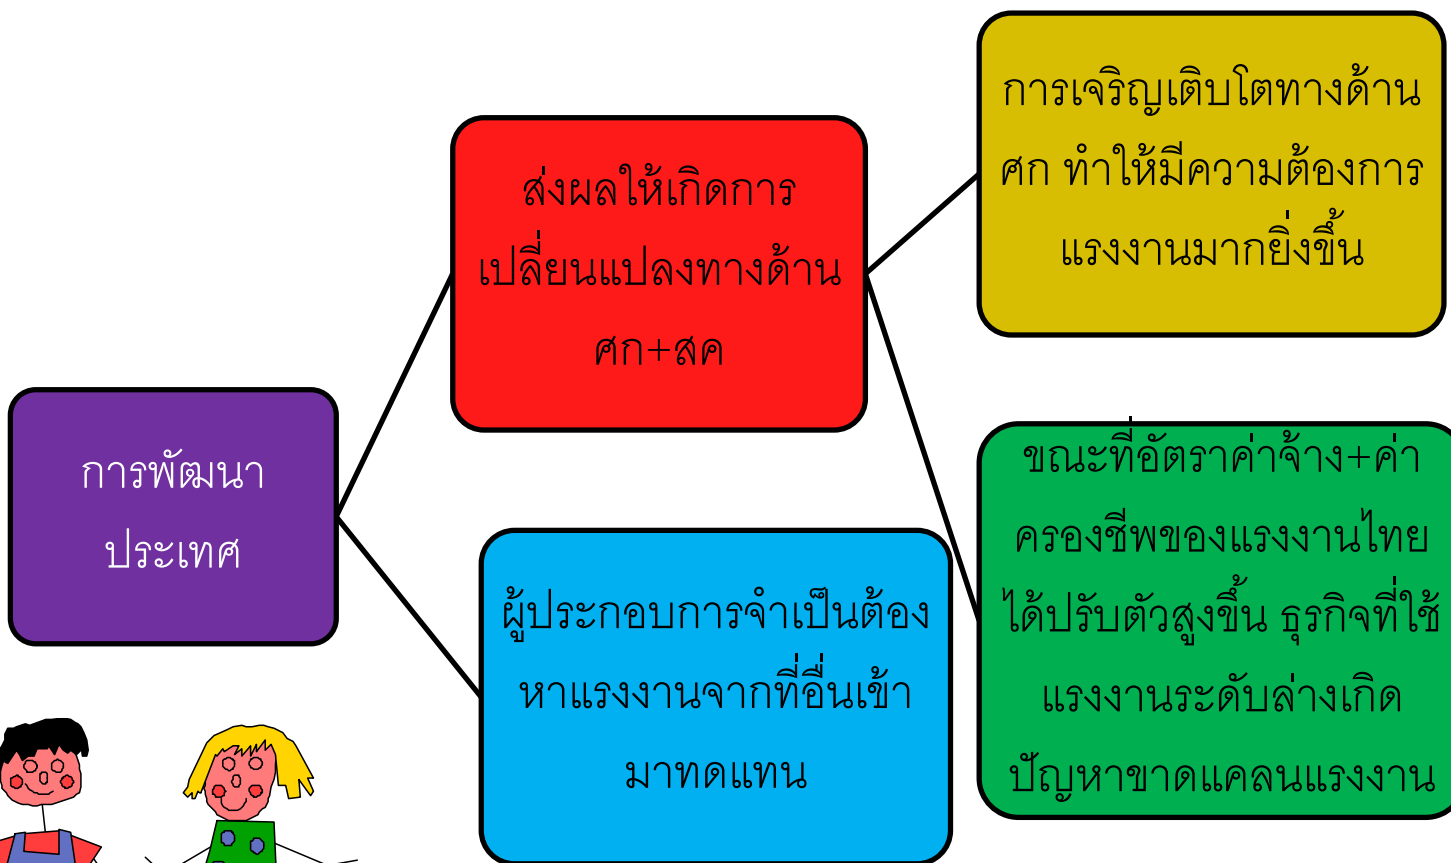 การพัฒนา
ประเทศ
ส่งผลให้เกิดการ
เปลี่ยนแปลงทางด้าน
ศก+สค
ผู้ประกอบการจำเป็นต้อง
หาแรงงานจากที่อื่นเข้า
มาทดแทน
การเจริญเติบโตทางด้าน
ศก ทำให้มีความต้องการ
แรงงานมากยิ่งขึ้น
ขณะที่อัตราค่าจ้าง+ค่า
ครองชีพของแรงงานไทย
ได้ปรับตัวสูงขึ้น ธุรกิจที่ใช้
แรงงานระดับล่างเกิด
ปัญหาขาดแคลนแรงงาน